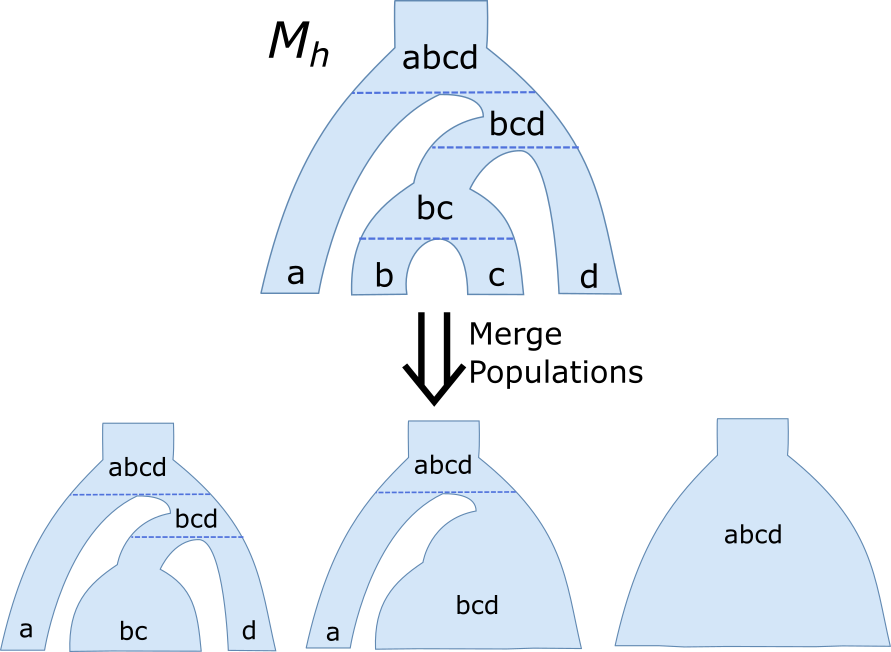 M_h
abcd
bcd
bc
a b c d
Merge
Populations
abcd
bcd
a bc d
abcd
bcd
a
abcd